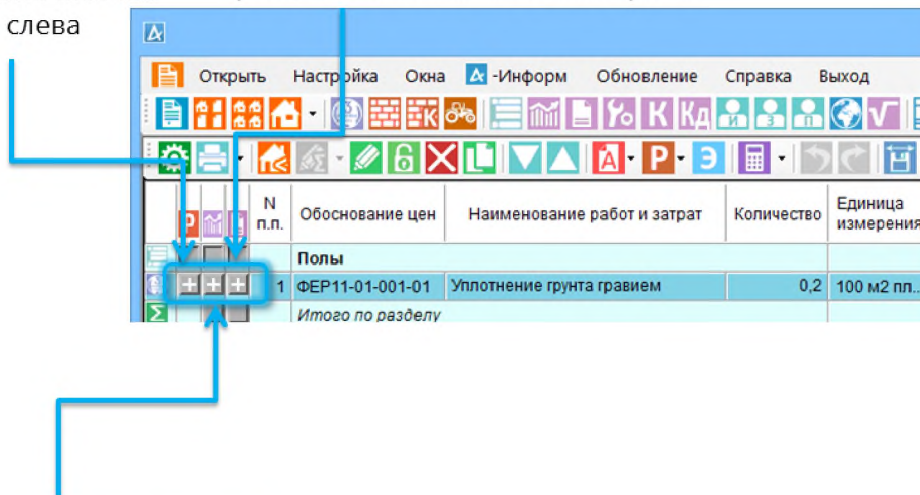 слева
Открыть Настройка Окна A -Информ Обновление Справка Выход
К К Кд И З П √
А Р Э
Р N п.п. Обоснование цен Наименование работ и затрат Количество Единица измерения
Полы
1 ФЕР11-01-001-01 Уплотнение грунта гравием 0,2 100 м2 пл...
Σ Итого по разделу